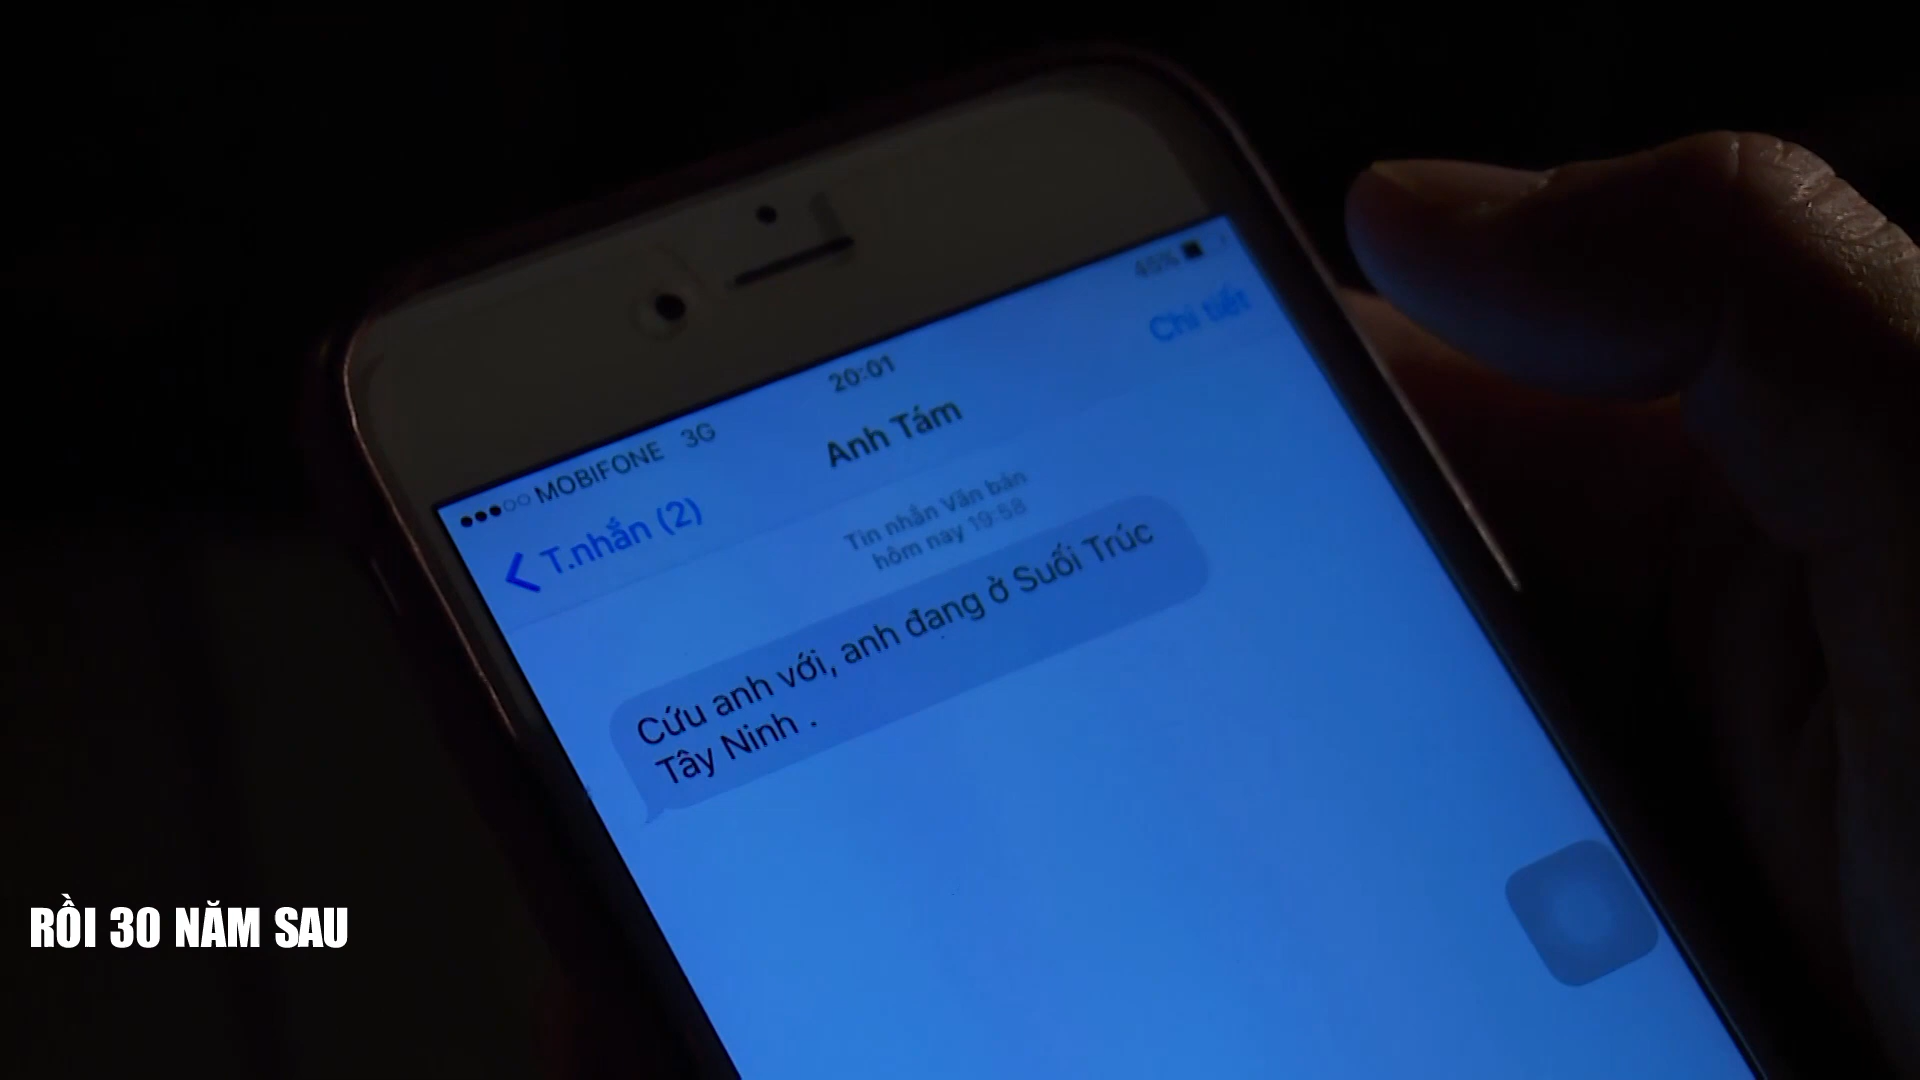 MOBIFONE 3G
20:01
45%
T.nhắn (2)
Anh Tám
Chi tiết
Tin nhắn Văn bản
hôm nay 19:58
Cứu anh với, anh đang ở Suối Trúc
Tây Ninh .
RỒI 30 NĂM SAU